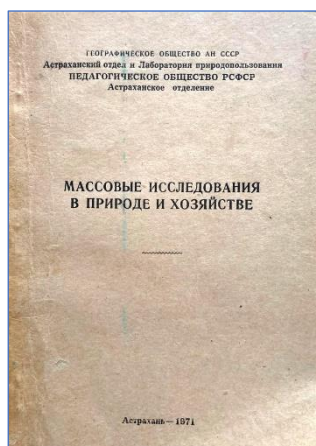 ГЕОГРАФИЧЕСКОЕ ОБЩЕСТВО АН СССР
Астраханский отдел и Лаборатория природопользования
ПЕДАГОГИЧЕСКОЕ ОБЩЕСТВО РСФСР
Астраханское отделение
МАССОВЫЕ ИССЛЕДОВАНИЯ
В ПРИРОДЕ И ХОЗЯЙСТВЕ
Астрахань—1971